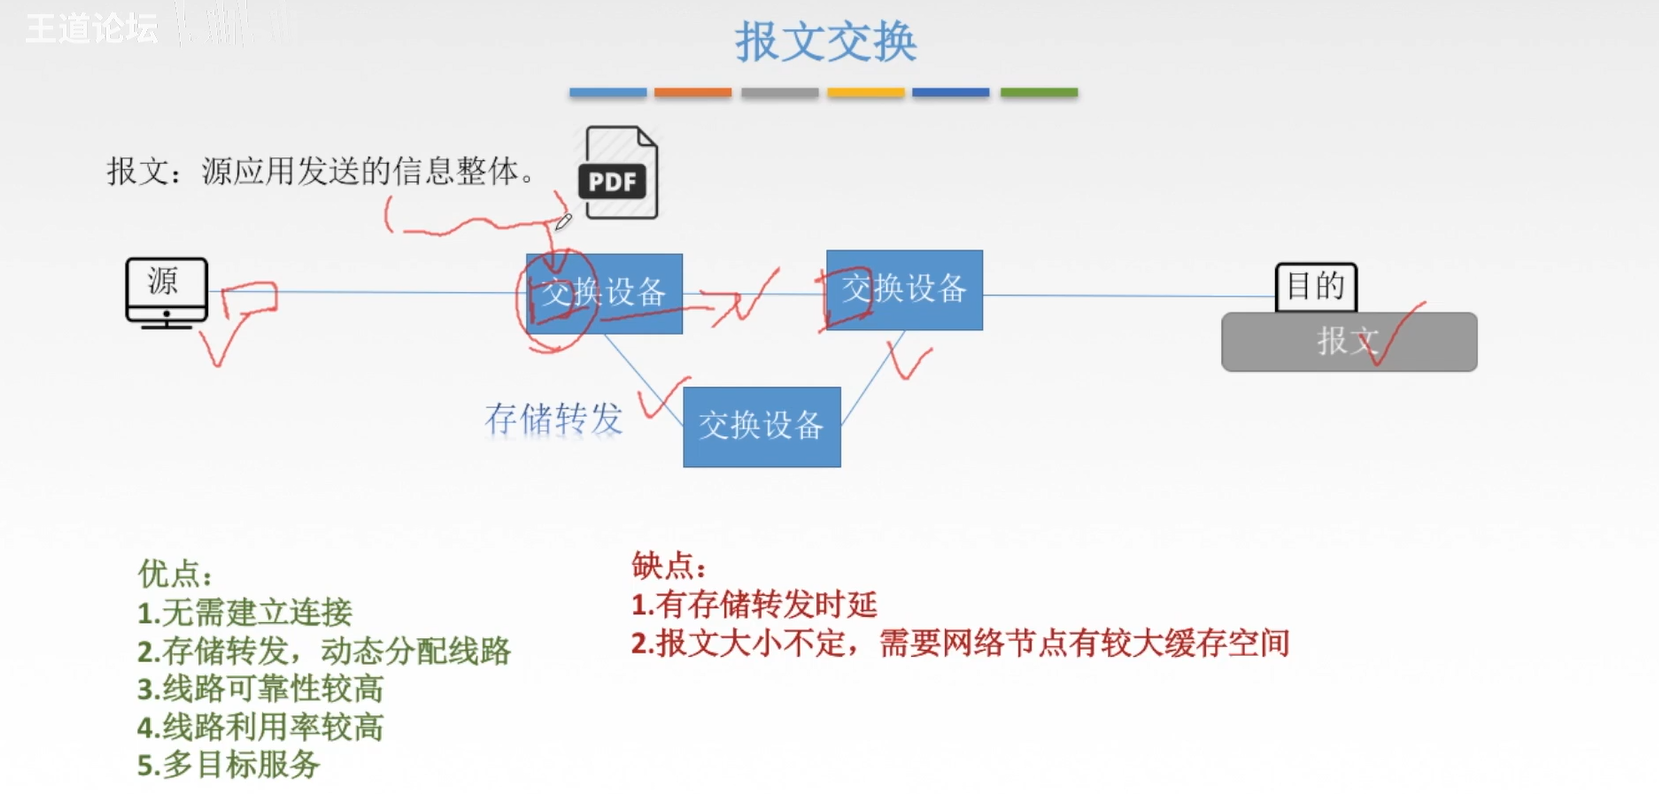 王道论坛
报文交换
报文：源应用发送的信息整体。
PDF
源
交换设备
交换设备
目的
报文
存储转发
交换设备
优点：
1.无需建立连接
2.存储转发，动态分配线路
3.线路可靠性较高
4.线路利用率较高
5.多目标服务
缺点：
1.有存储转发时延
2.报文大小不定，需要网络节点有较大缓存空间